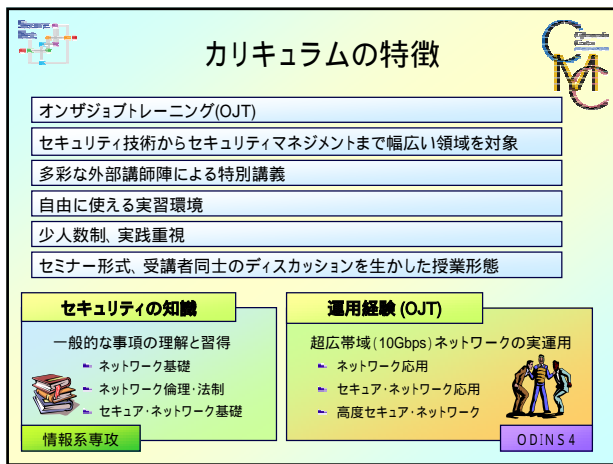 カリキュラムの特徴
C
M
C
オンザジョブトレーニング(OJT)
セキュリティ技術からセキュリティマネジメントまで幅広い領域を対象
多彩な外部講師陣による特別講義
自由に使える実習環境
少人数制、実践重視
セミナー形式、受講者同士のディスカッションを生かした授業形態
セキュリティの知識
一般的な事項の理解と習得
ネットワーク基礎
ネットワーク倫理・法制
セキュア・ネットワーク基礎
情報系専攻
運用経験 (OJT)
超広帯域(10Gbps)ネットワークの実運用
ネットワーク応用
セキュア・ネットワーク応用
高度セキュア・ネットワーク
ODINS4